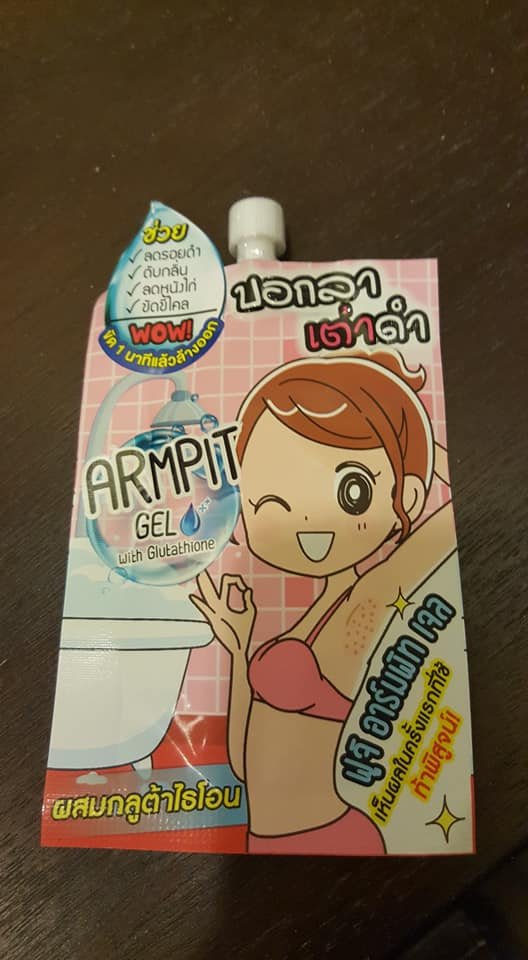 ช่วย
✓ ลดรอยดำ
✓ ดับกลิ่น
✓ ลดหนังไก่
✓ ขัดขี้ไคล
WOW!
ขัด 1 นาทีแล้วล้างออก
บอกลา
เต่าดำ
ARMPIT
GEL
with Glutathione
ฟูจิ อาร์มพิท เจล
เห็นผลในครั้งแรกที่ใช้
ท้าพิสูจน์!
ผสมกลูต้าไธโอน